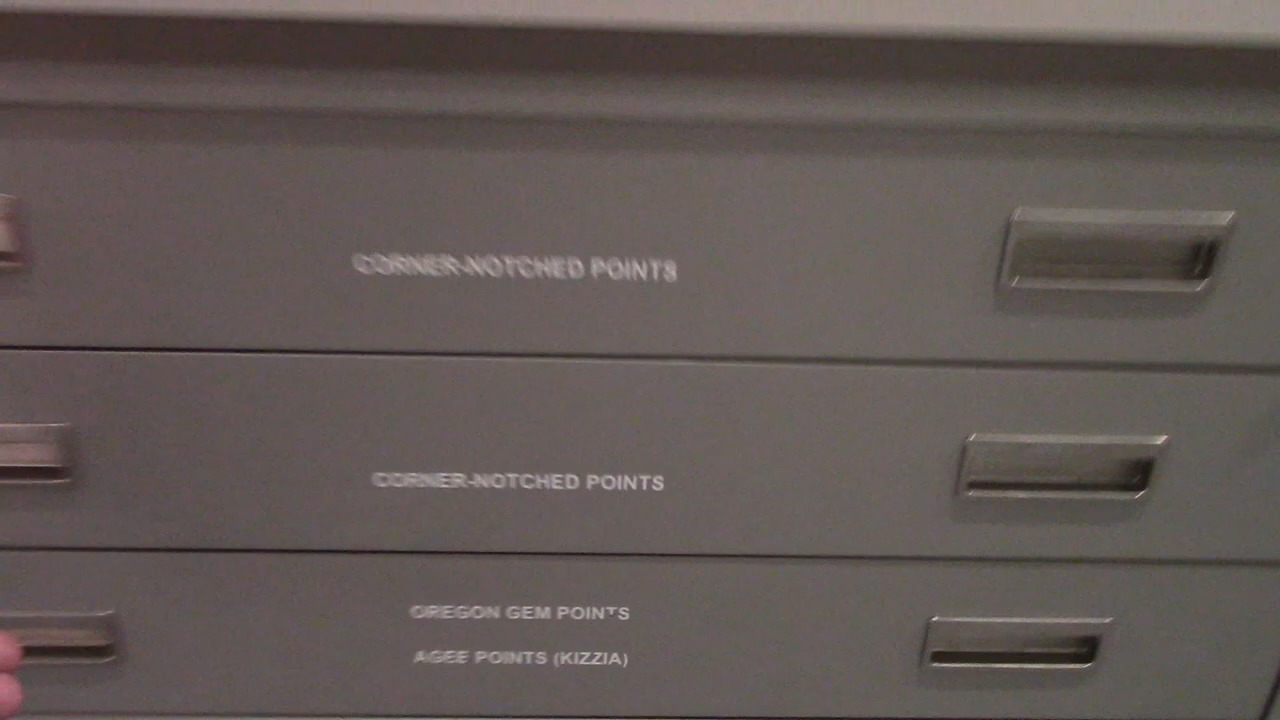 CORNER-NOTCHED POINTS
CORNER-NOTCHED POINTS
OREGON GEM POINTS
AGEE POINTS (KIZZIA)